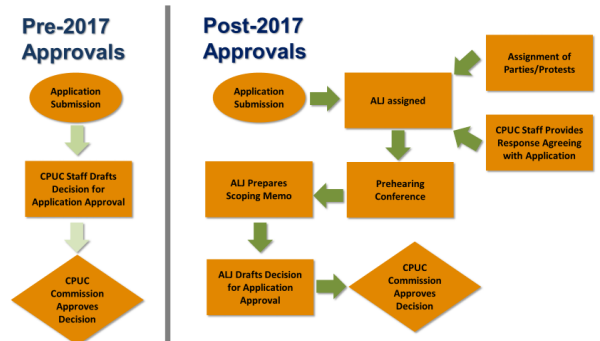 Pre-2017
Approvals
Application
Submission
CPUC Staff Drafts
Decision for
Application Approval
CPUC
Commission
Approves
Decision
Post-2017
Approvals
Application
Submission
ALJ assigned
Assignment of
Parties/Protests
CPUC Staff Provides
Response Agreeing
with Application
Prehearing
Conference
ALJ Prepares
Scoping Memo
ALJ Drafts Decision
for Application
Approval
CPUC
Commission
Approves
Decision